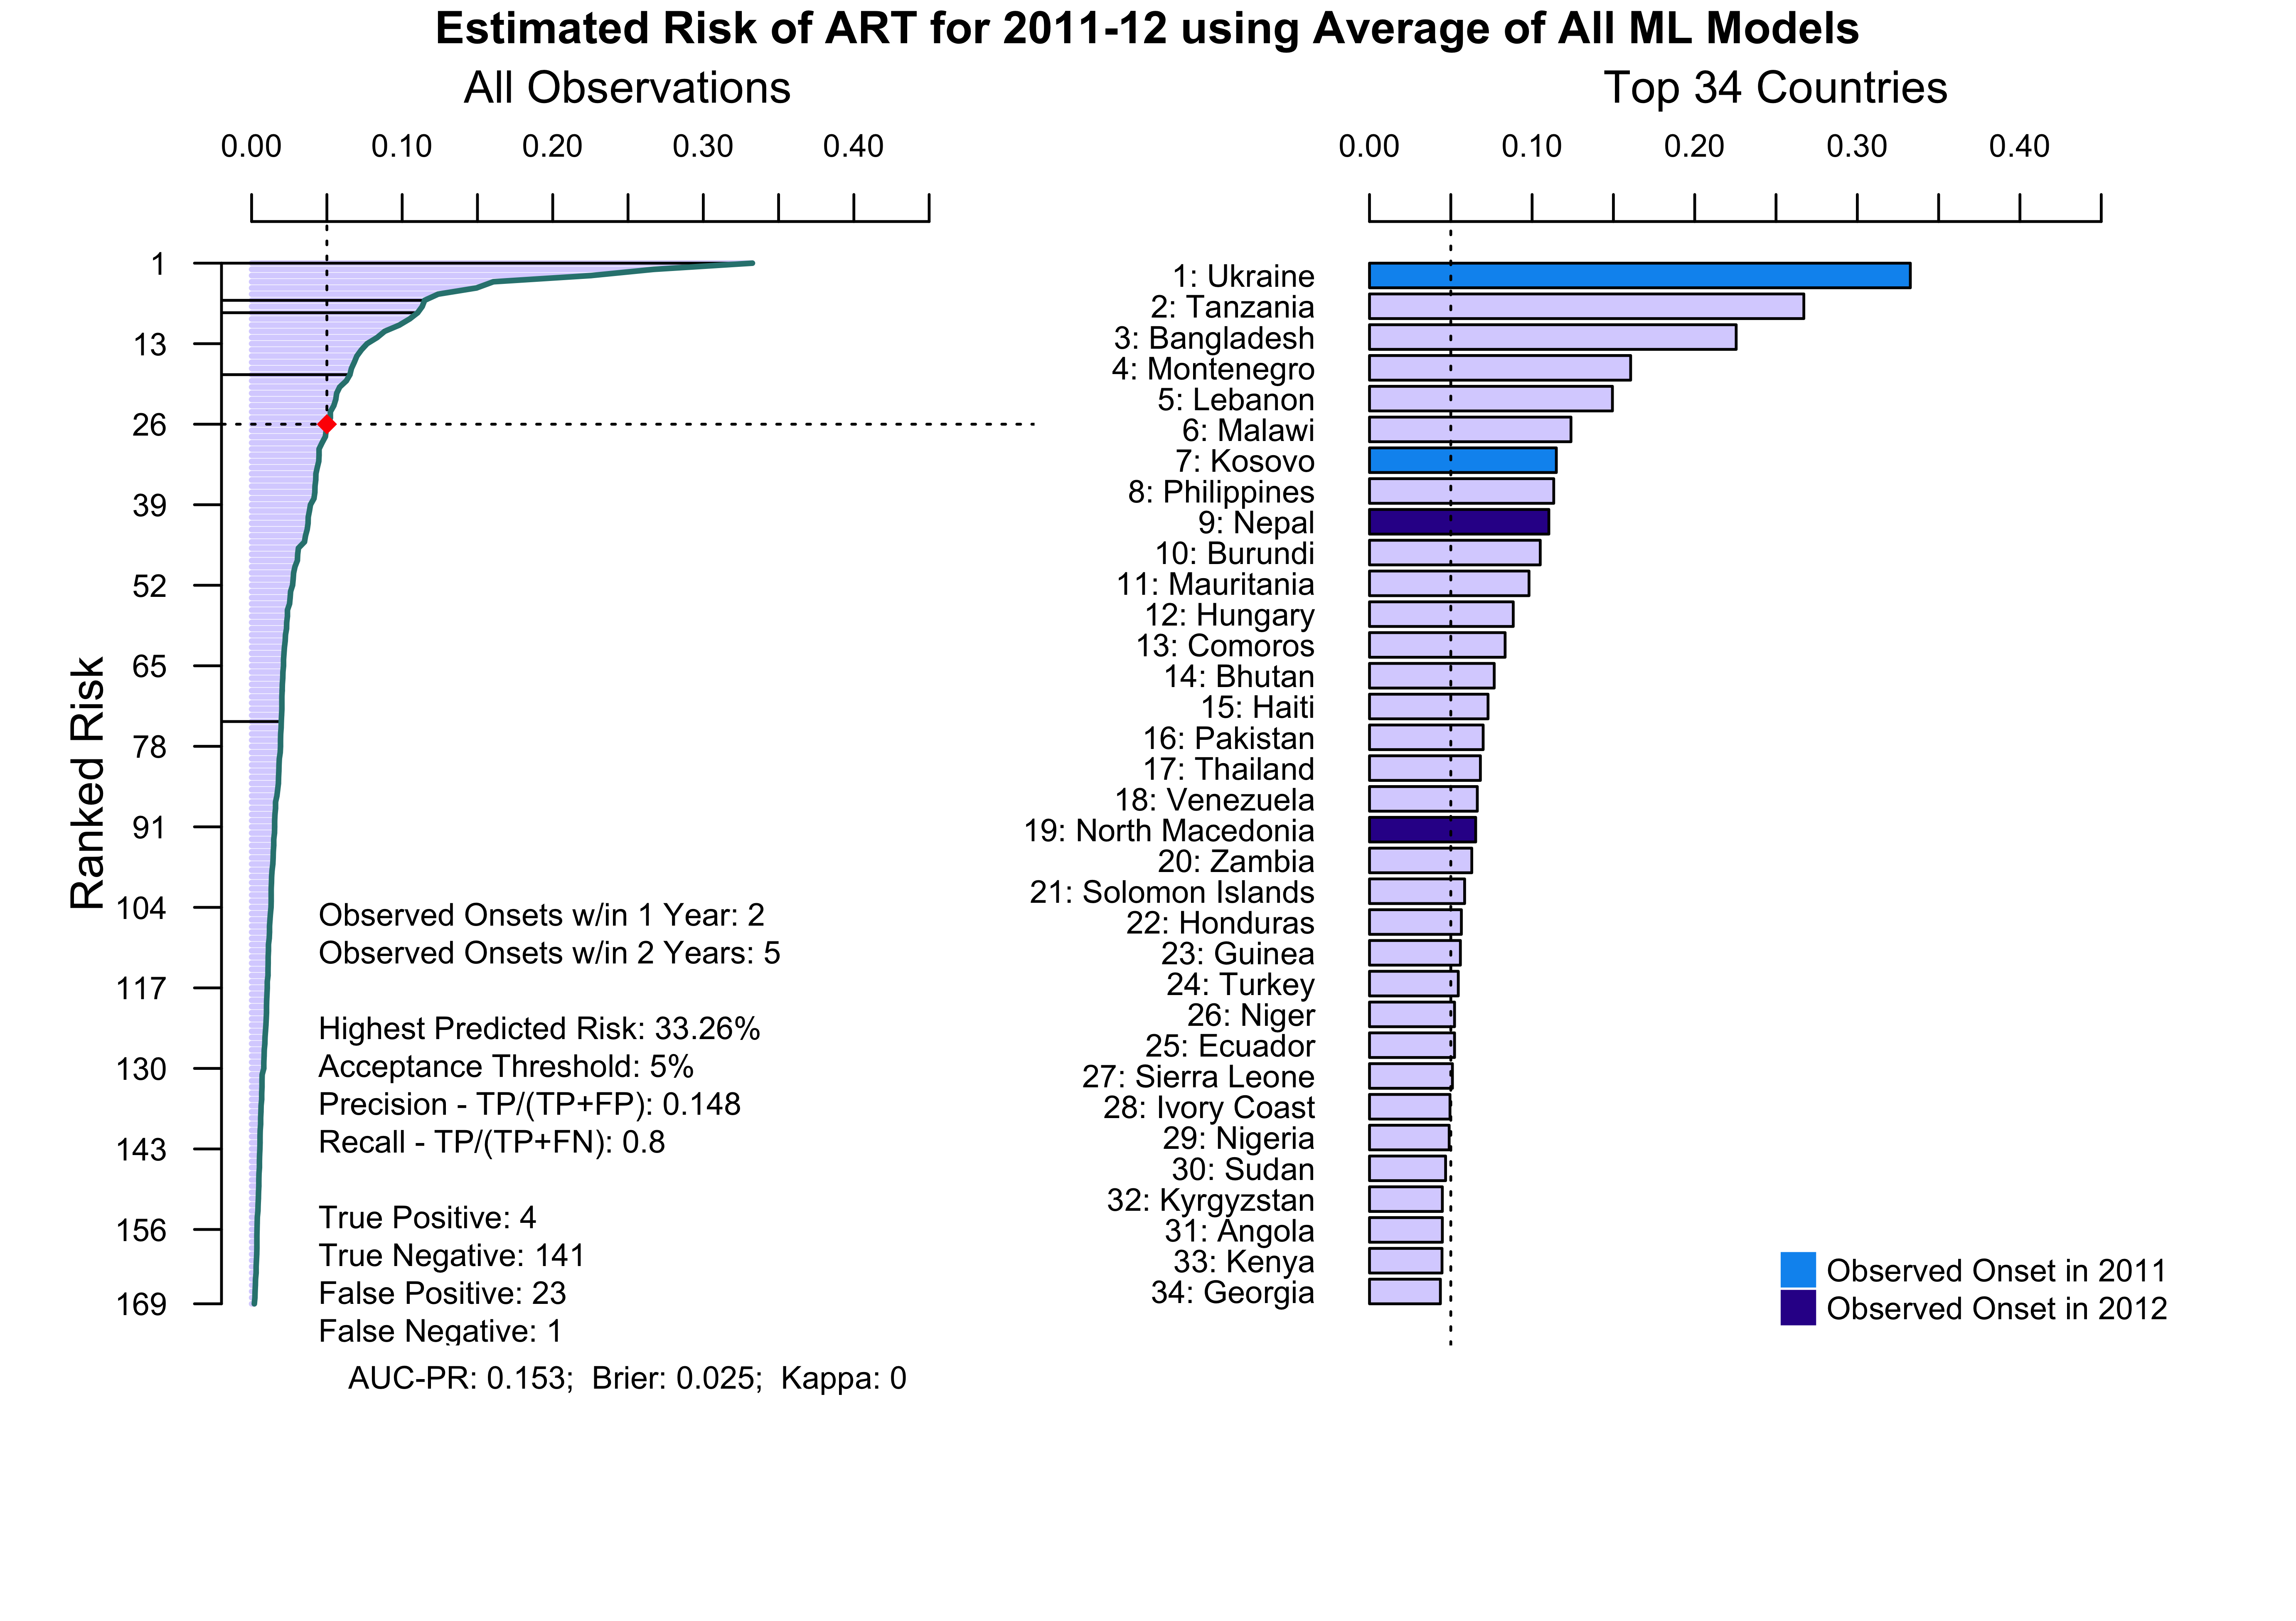 Estimated Risk of ART for 2011-12 using Average of All ML Models
All Observations
0.00 0.10 0.20 0.30 0.40
Ranked Risk
1
13
26
39
52
65
78
91
104
117
130
143
156
169
Observed Onsets w/in 1 Year: 2
Observed Onsets w/in 2 Years: 5
Highest Predicted Risk: 33.26%
Acceptance Threshold: 5%
Precision - TP/(TP+FP): 0.148
Recall - TP/(TP+FN): 0.8
True Positive: 4
True Negative: 141
False Positive: 23
False Negative: 1
AUC-PR: 0.153; Brier: 0.025; Kappa: 0
Top 34 Countries
0.00 0.10 0.20 0.30 0.40
1: Ukraine
2: Tanzania
3: Bangladesh
4: Montenegro
5: Lebanon
6: Malawi
7: Kosovo
8: Philippines
9: Nepal
10: Burundi
11: Mauritania
12: Hungary
13: Comoros
14: Bhutan
15: Haiti
16: Pakistan
17: Thailand
18: Venezuela
19: North Macedonia
20: Zambia
21: Solomon Islands
22: Honduras
23: Guinea
24: Turkey
26: Niger
25: Ecuador
27: Sierra Leone
28: Ivory Coast
29: Nigeria
30: Sudan
32: Kyrgyzstan
31: Angola
33: Kenya
34: Georgia
Observed Onset in 2011
Observed Onset in 2012